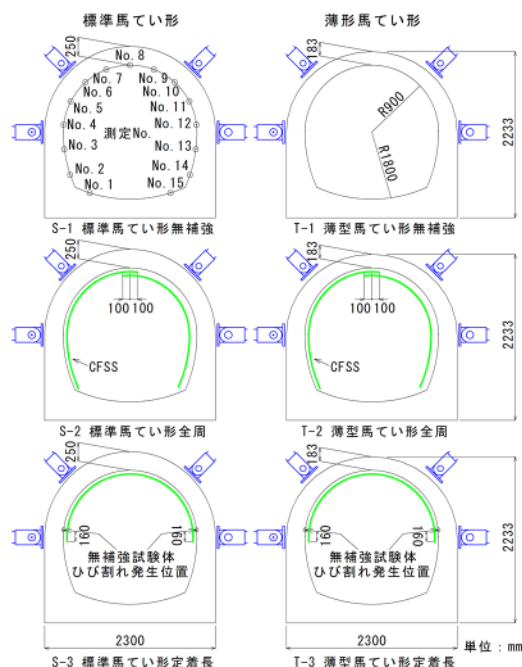 標準馬てい形
薄形馬てい形
250
No. 8
No. 7
No. 9
No. 6
No. 10
No. 5
No. 11
No. 4
測定No.
No. 12
No. 3
No. 13
No. 2
No. 14
No. 1
No. 15
183
R900
R1800
2233
S-1 標準馬てい形無補強
T-1 薄型馬てい形無補強
250
100
100
CFSS
183
100
100
CFSS
2233
S-2 標準馬てい形全周
T-2 薄型馬てい形全周
250
160
160
無補強試験体
ひび割れ発生位置
183
160
160
無補強試験体
ひび割れ発生位置
2233
2300
2300
単位：mm
S-3 標準馬てい形定着長
T-3 薄型馬てい形定着長